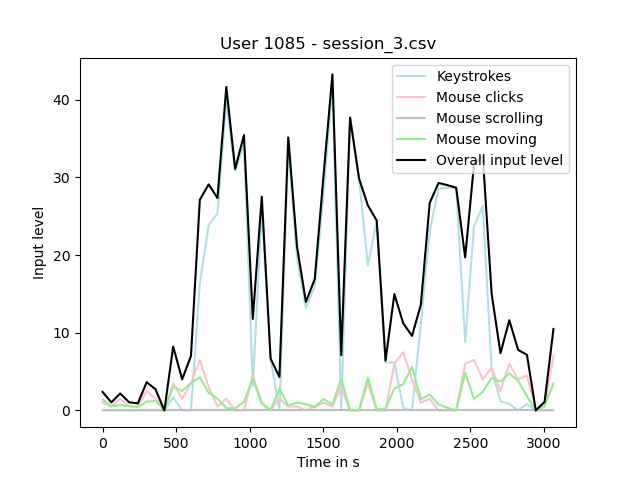 User 1085 - session_3.csv
Keystrokes
Mouse clicks
Mouse scrolling
Mouse moving
Overall input level
Input level
40
30
20
10
0
0 500 1000 1500 2000 2500 3000
Time in s